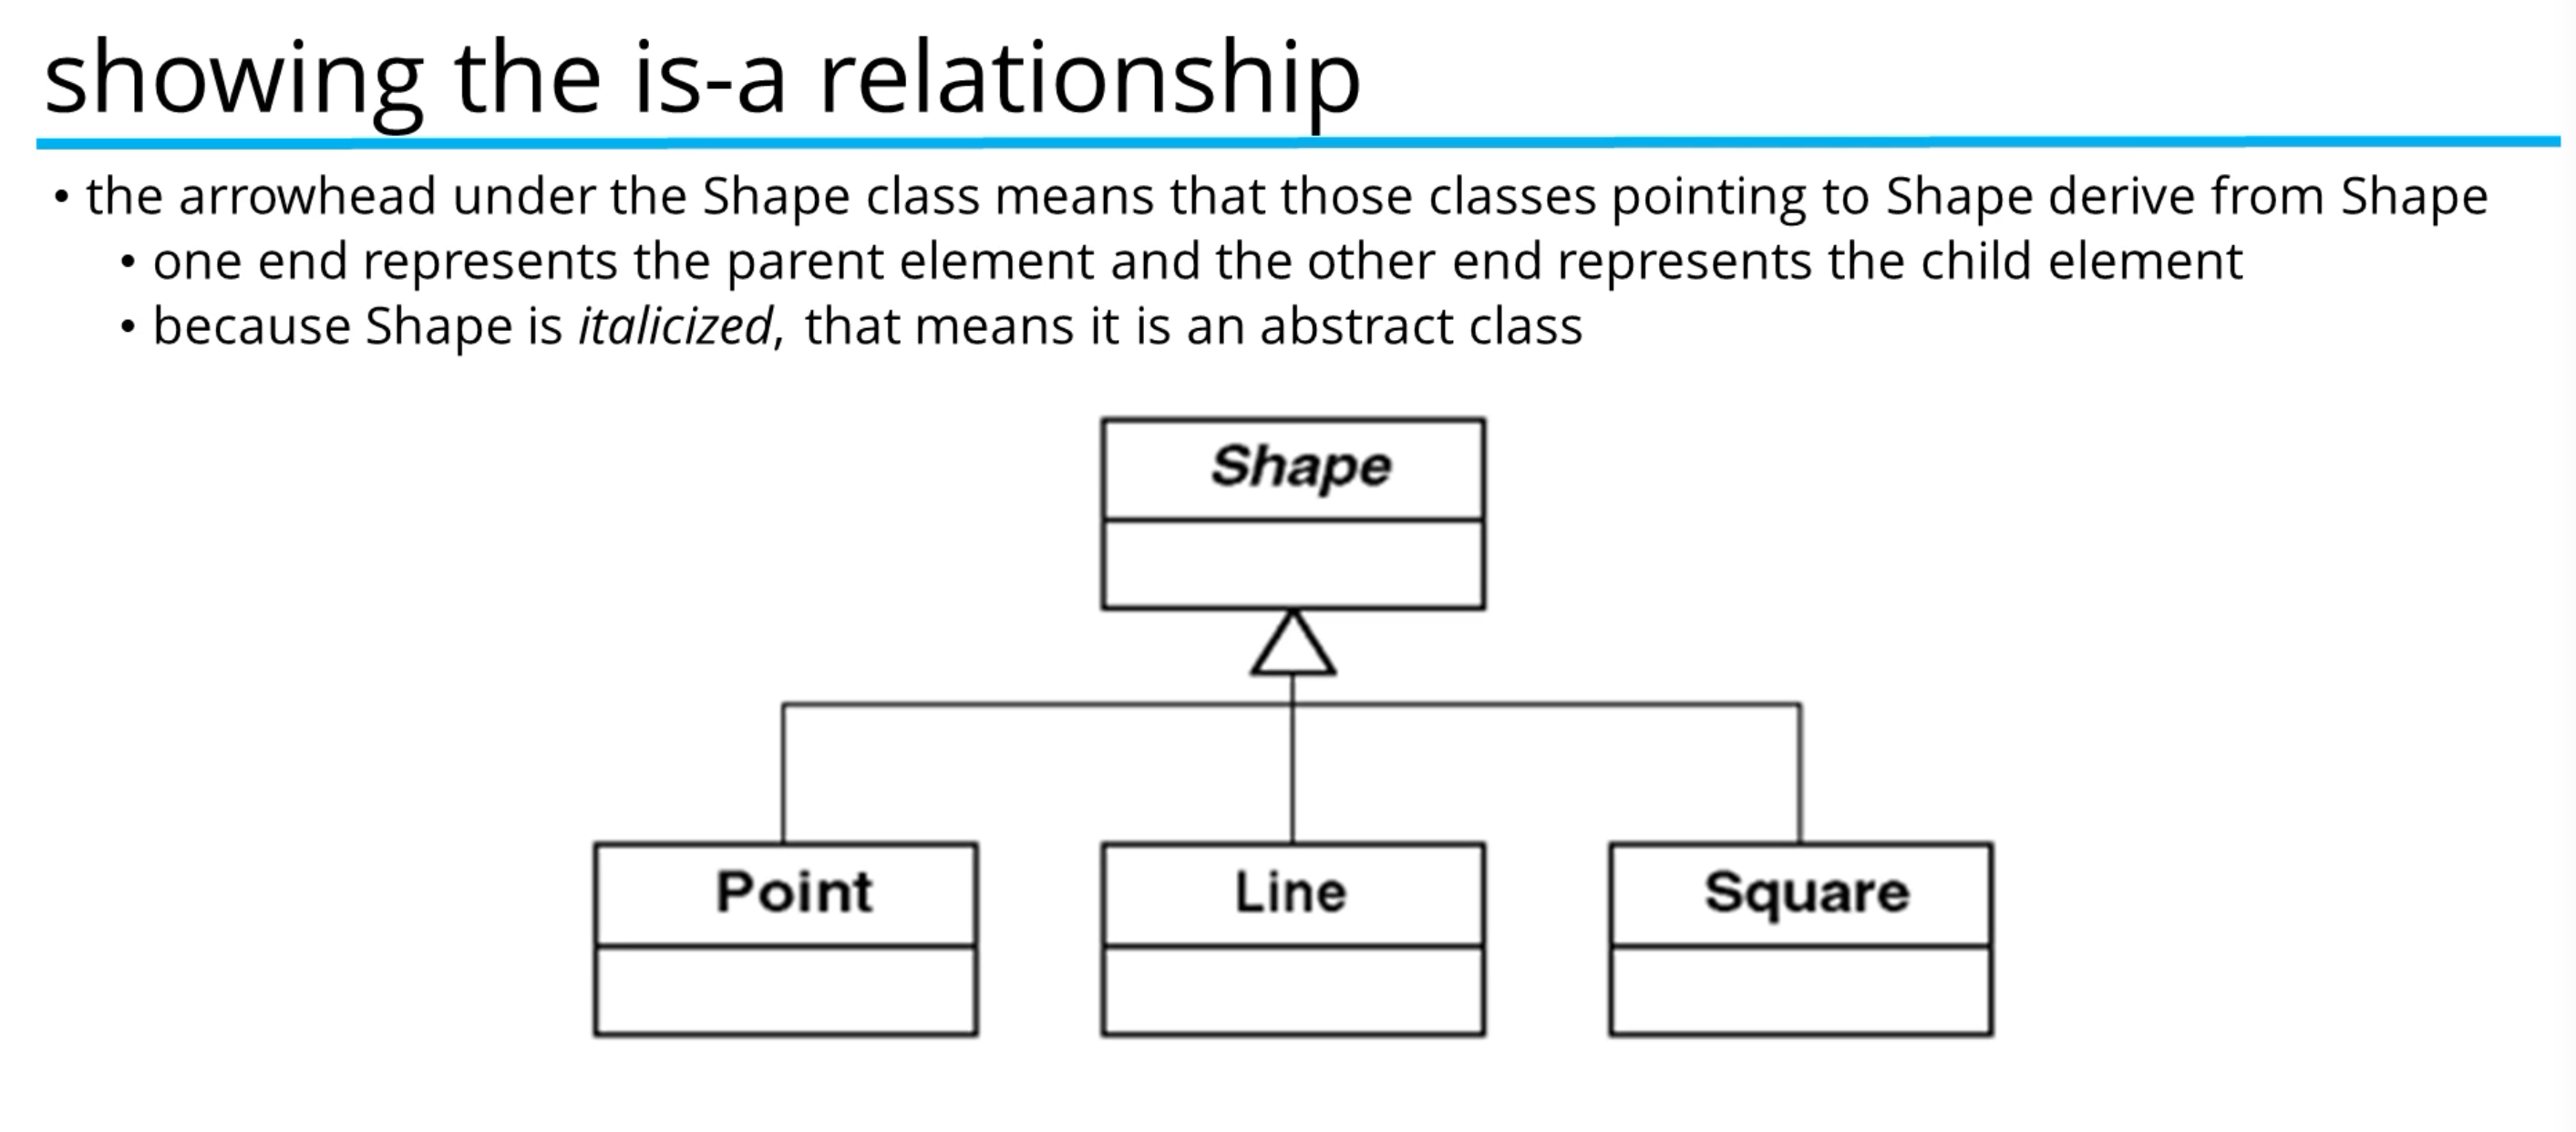 showing the is-a relationship
• the arrowhead under the Shape class means that those classes pointing to Shape derive from Shape
• one end represents the parent element and the other end represents the child element
• because Shape is italicized, that means it is an abstract class
Shape
Point Line Square